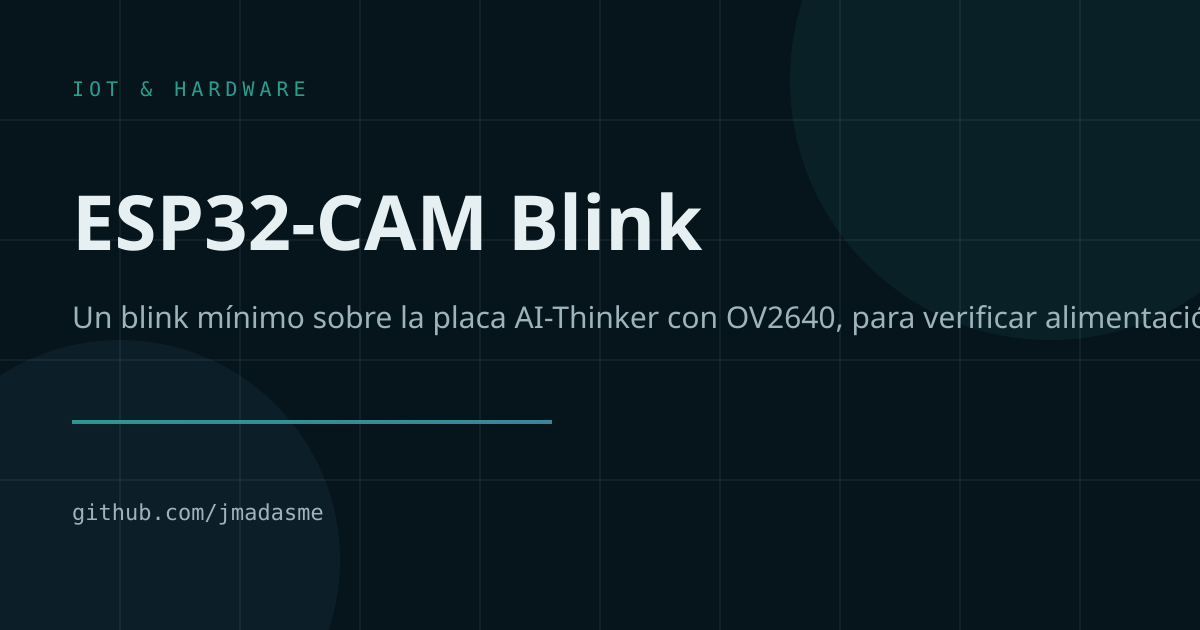 IOT & HARDWARE
ESP32-CAM Blink
Un blink mínimo sobre la placa AI-Thinker con OV2640, para verificar alimentació
github.com/jmadasme